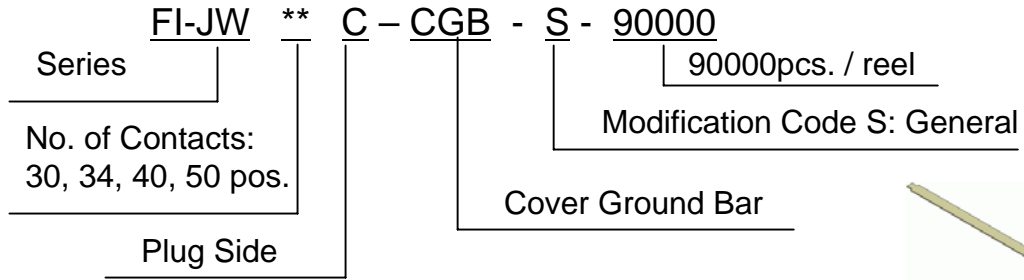 FI-JW ** C – CGB - S - 90000
Series
90000pcs. / reel
No. of Contacts:
30, 34, 40, 50 pos.
Modification Code S: General
Cover Ground Bar
Plug Side